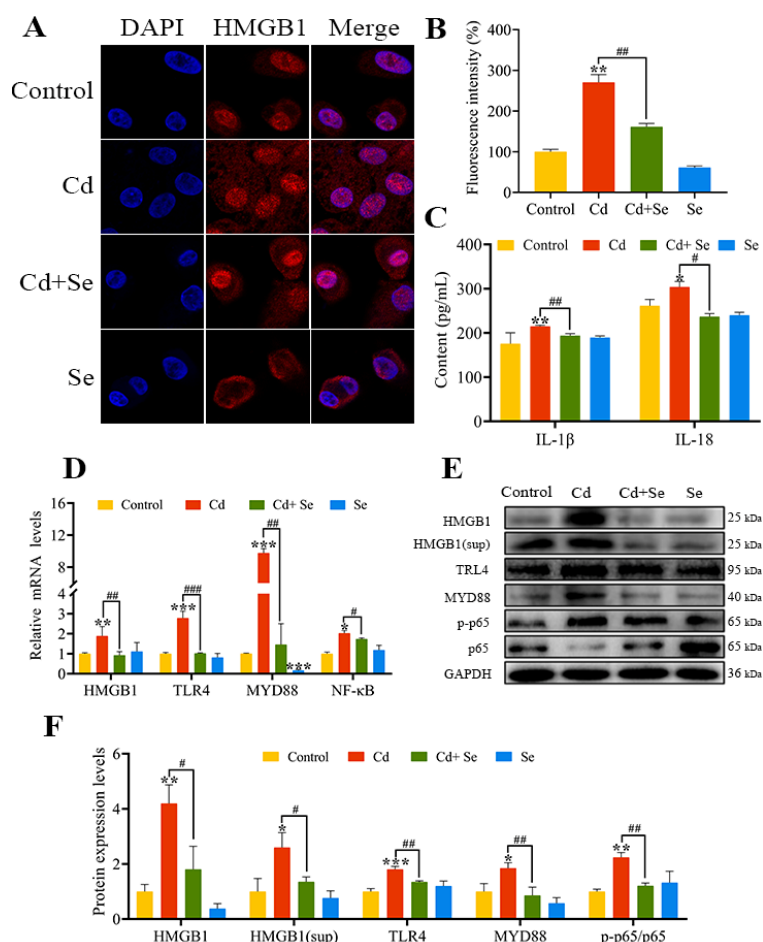 A
DAPI HMGB1 Merge
Control
Cd
Cd+Se
Se
B
Fluorescence intensity (%)
400
300
200
100
0
** ##
Control Cd Cd+Se Se
C
Control Cd Cd+ Se Se
Content (pg/mL)
400
300
200
100
0
** ## * #
IL-1β IL-18
D
Control Cd Cd+ Se Se
Relative mRNA levels
16
12
8
4
3
2
1
0
** ## *** ### *** ## *** * #
HMGB1 TLR4 MYD88 NF-κB
E
Control Cd Cd+Se Se
HMGB1 25 kDa
HMGB1(sup) 25 kDa
TRL4 95 kDa
MYD88 40 kDa
p-p65 65 kDa
p65 65 kDa
GAPDH 36 kDa
F
Control Cd Cd+ Se Se
Protein expression levels
6
4
2
0
** # * # *** ## * ## ** ##
HMGB1 HMGB1(sup) TLR4 MYD88 p-p65/p65